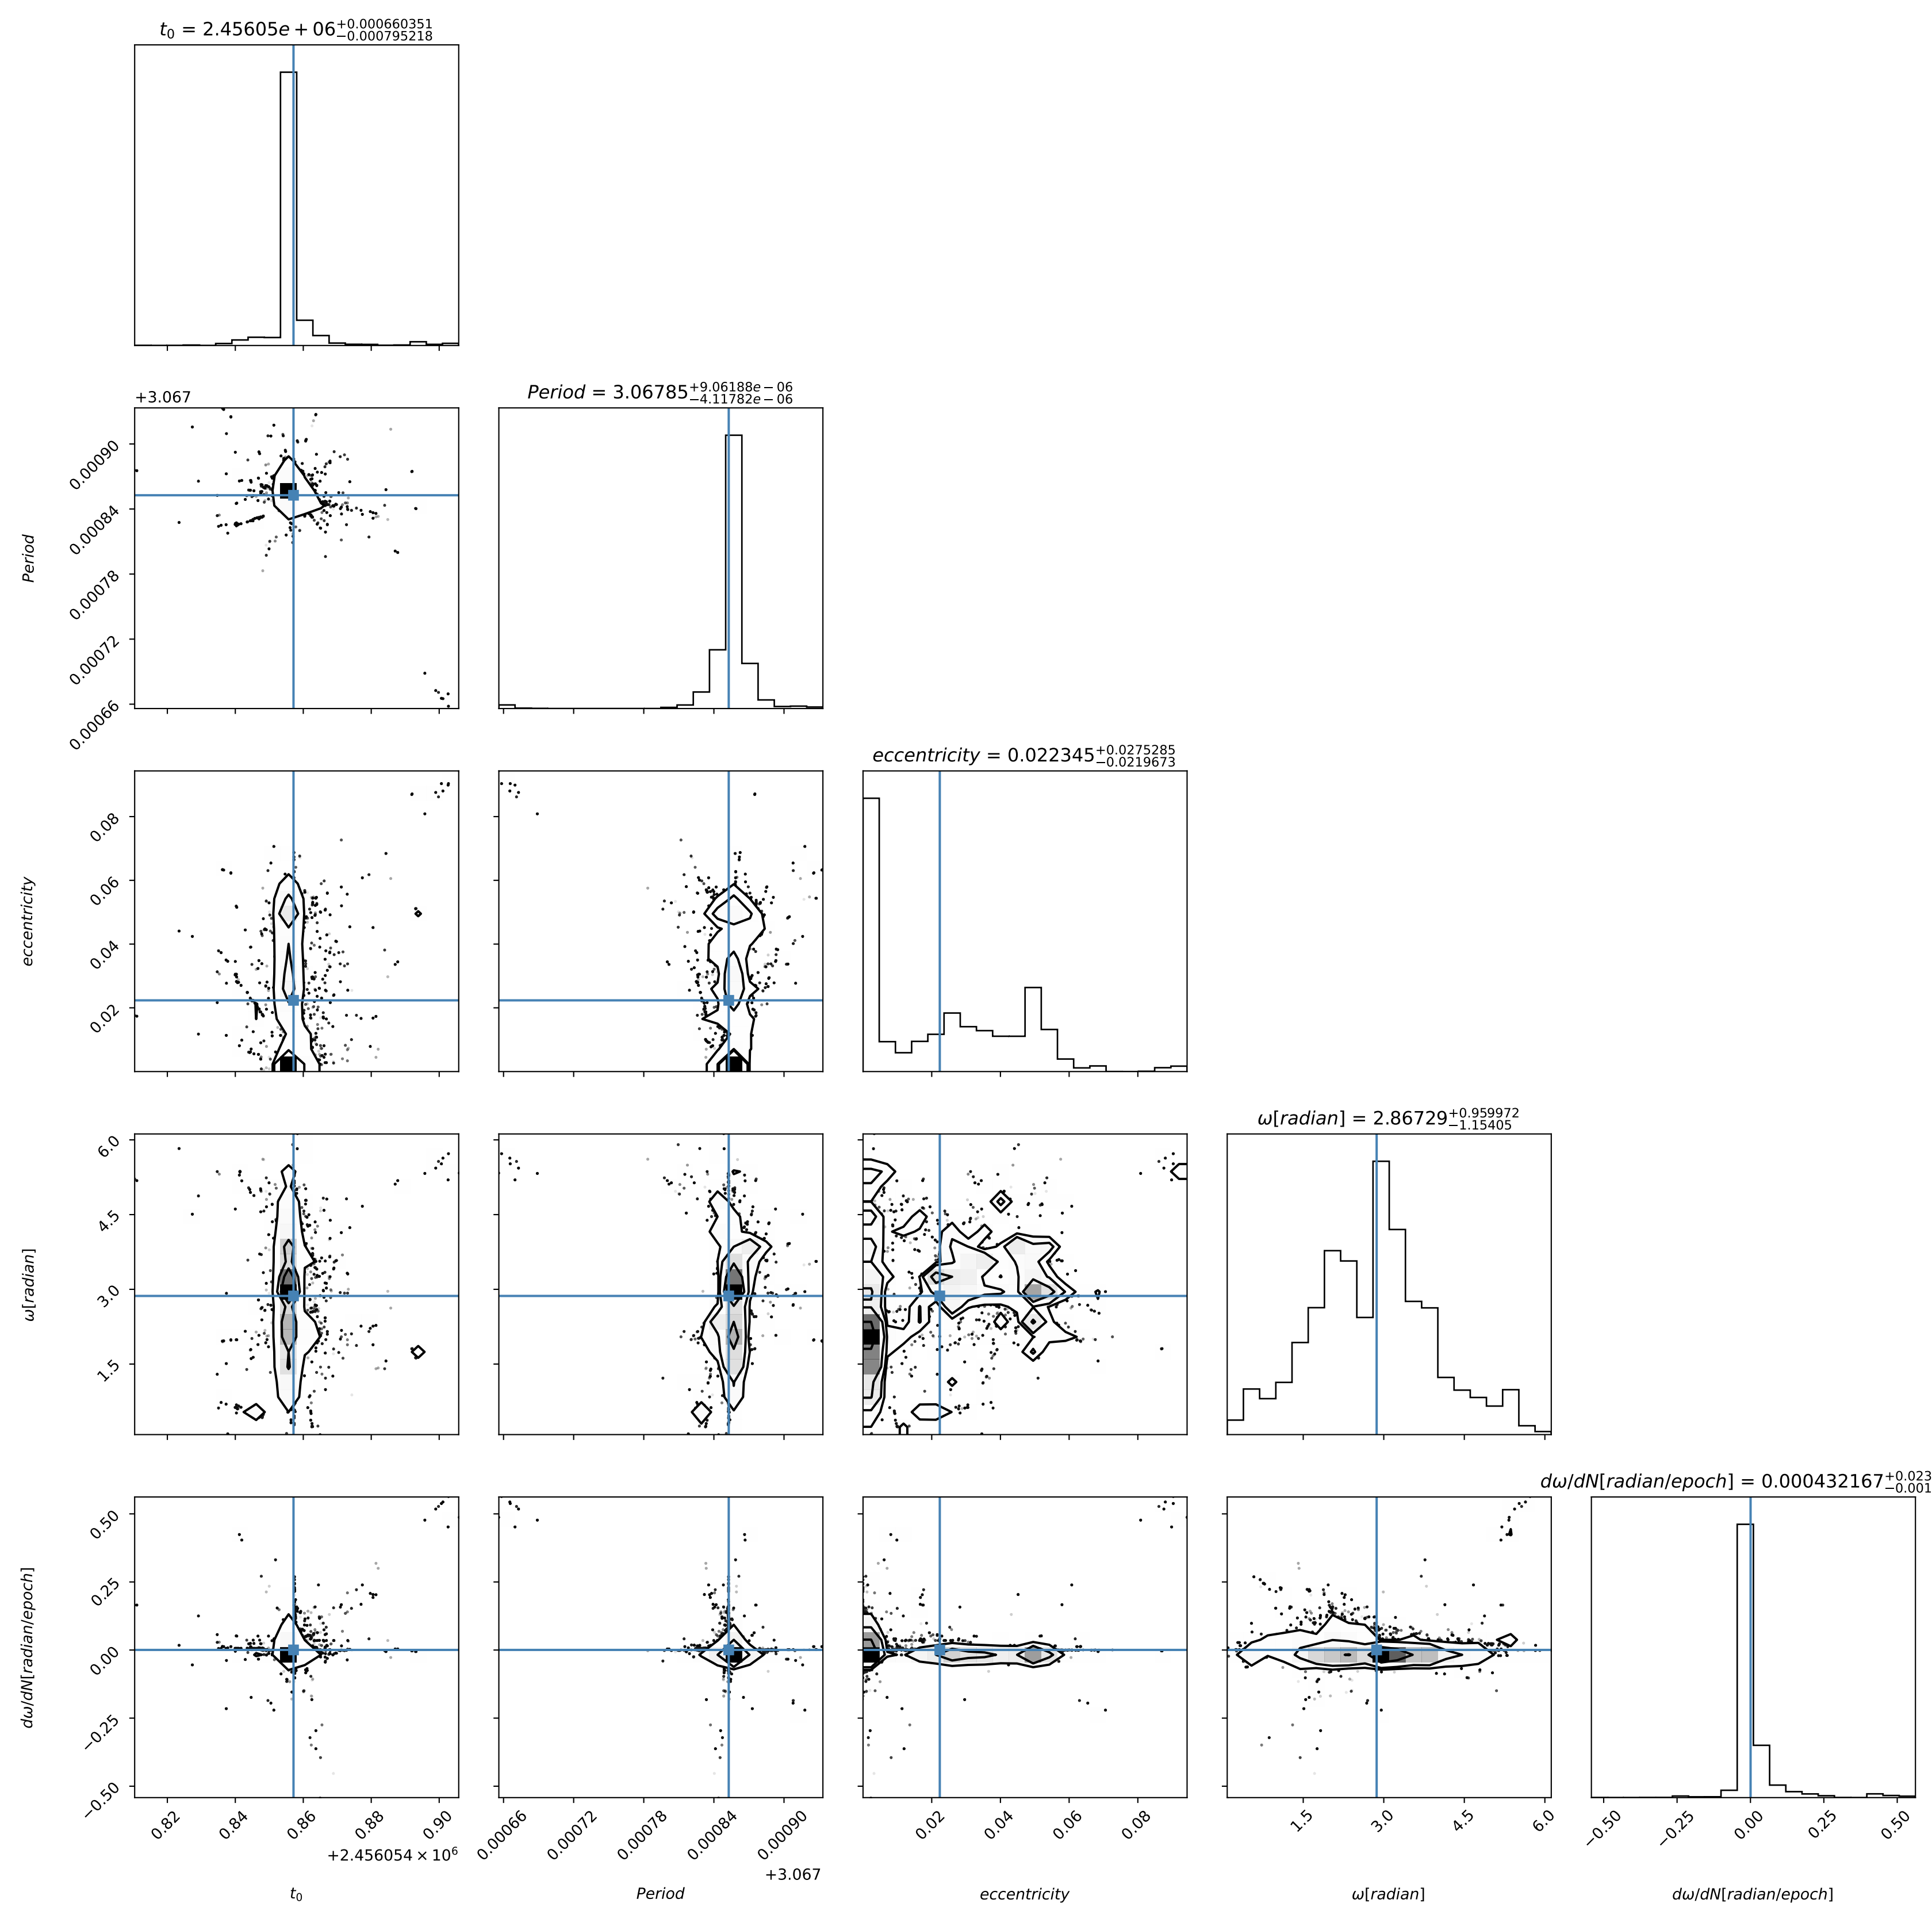 t₀ = 2.45605e + 06 +0.000660351 −0.000795218
+3.067
Period = 3.06785 +9.06188e − 06 −4.11782e − 06
0.00090
0.00084
0.00078
0.00072
0.00066
Period
eccentricity = 0.022345 +0.0275285 −0.0219673
0.08
0.06
0.04
0.02
eccentricity
ω[radian] = 2.86729 +0.959972 −1.15405
6.0
4.5
3.0
1.5
ω[radian]
dω/dN[radian/epoch] = 0.000432167 +0.023 −0.001
0.50
0.25
0.00
−0.25
−0.50
dω/dN[radian/epoch]
0.82 0.84 0.86 0.88 0.90
+2.456054 × 10⁶
t₀
0.00066 0.00072 0.00078 0.00084 0.00090
+3.067
Period
0.02 0.04 0.06 0.08
eccentricity
1.5 3.0 4.5 6.0
ω[radian]
−0.50 −0.25 0.00 0.25 0.50
dω/dN[radian/epoch]